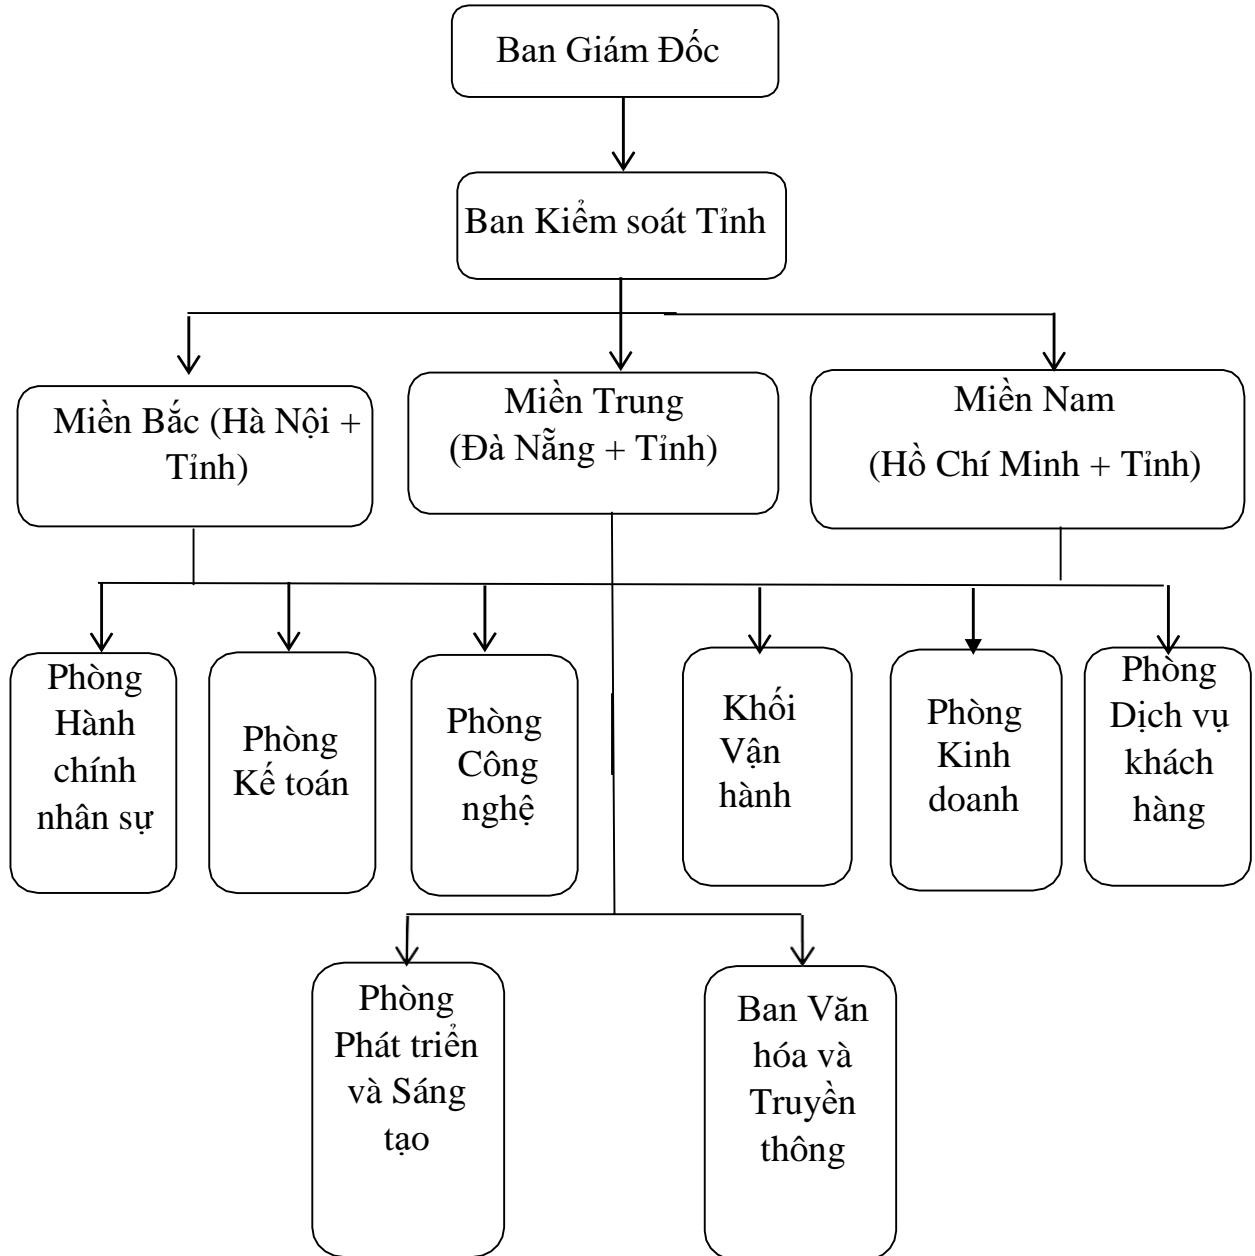 Ban Giám Đốc
Ban Kiểm soát Tỉnh
Miền Bắc (Hà Nội +
Tỉnh)
Miền Trung
(Đà Nẵng + Tỉnh)
Miền Nam
(Hồ Chí Minh + Tỉnh)
Phòng
Hành
chính
nhân sự
Phòng
Kế toán
Phòng
Công
nghệ
Khối
Vận
hành
Phòng
Kinh
doanh
Phòng
Dịch vụ
khách
hàng
Phòng
Phát triển
và Sáng
tạo
Ban Văn
hóa và
Truyền
thông